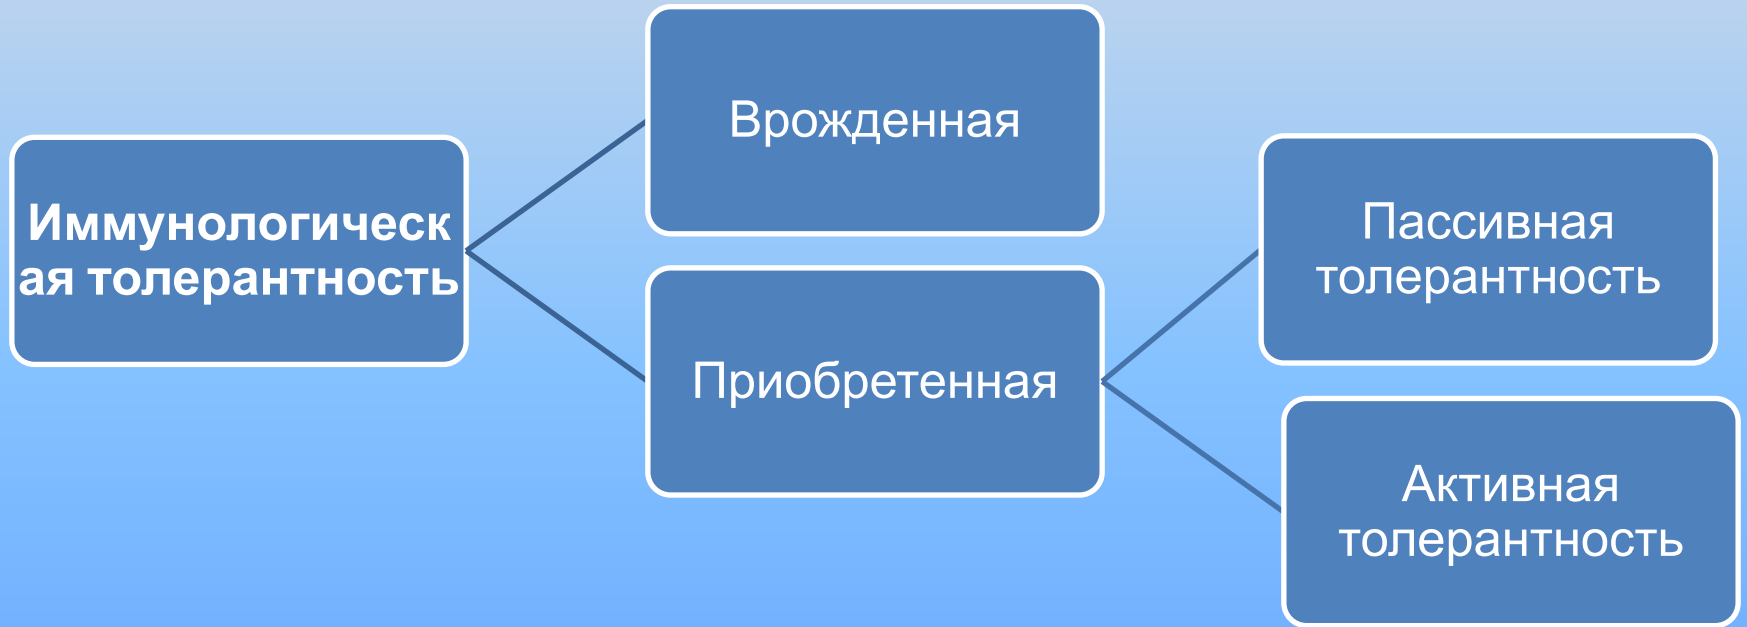 Врожденная
Иммунологическ
ая толерантность
Пассивная
толерантность
Приобретенная
Активная
толерантность